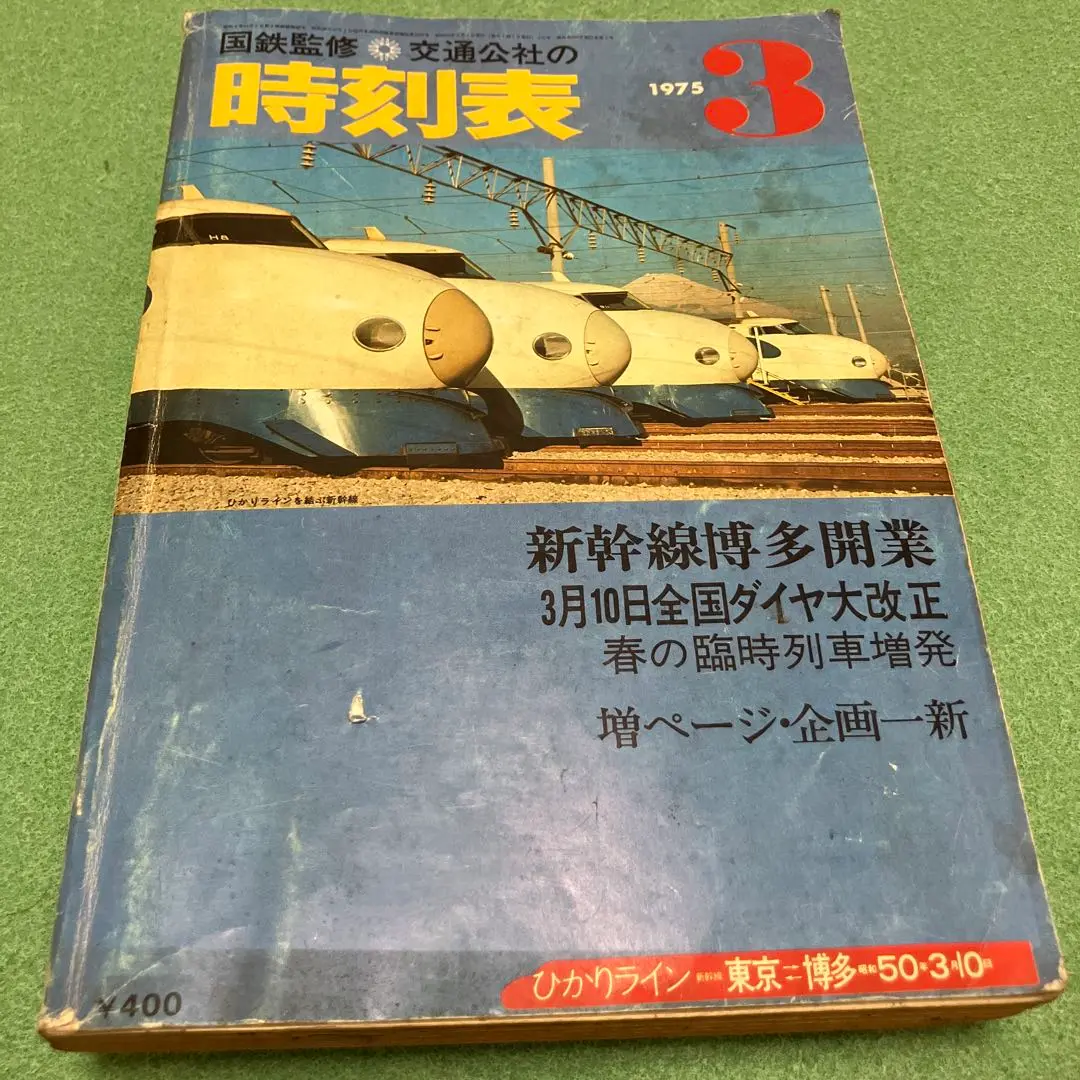 国鉄監修 交通公社の
時刻表
1975 3
H8
ひかりラインを結ぶ新幹線
新幹線博多開業
3月10日全国ダイヤ大改正
春の臨時列車増発
増ページ・企画一新
ひかりライン 新幹線 東京―博多 昭和50年3月10日
¥400